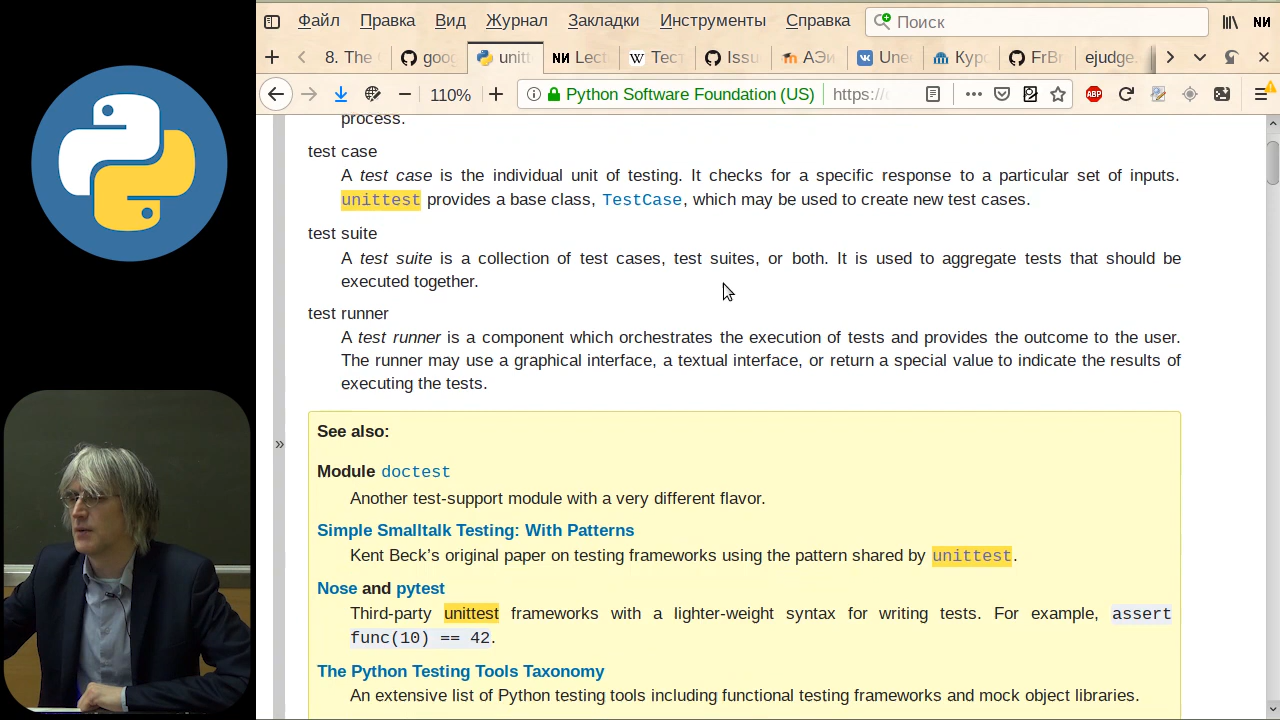 Файл Правка Вид Журнал Закладки Инструменты Справка Поиск
8. The goog unitt Lect Тест Issu АЭи Une Курс FrBr ejudge.
110% Python Software Foundation (US) https:// ABP
process.
test case
A test case is the individual unit of testing. It checks for a specific response to a particular set of inputs.
unittest provides a base class, TestCase, which may be used to create new test cases.
test suite
A test suite is a collection of test cases, test suites, or both. It is used to aggregate tests that should be
executed together.
test runner
A test runner is a component which orchestrates the execution of tests and provides the outcome to the user.
The runner may use a graphical interface, a textual interface, or return a special value to indicate the results of
executing the tests.
»
See also:
Module doctest
Another test-support module with a very different flavor.
Simple Smalltalk Testing: With Patterns
Kent Beck’s original paper on testing frameworks using the pattern shared by unittest.
Nose and pytest
Third-party unittest frameworks with a lighter-weight syntax for writing tests. For example, assert
func(10) == 42.
The Python Testing Tools Taxonomy
An extensive list of Python testing tools including functional testing frameworks and mock object libraries.